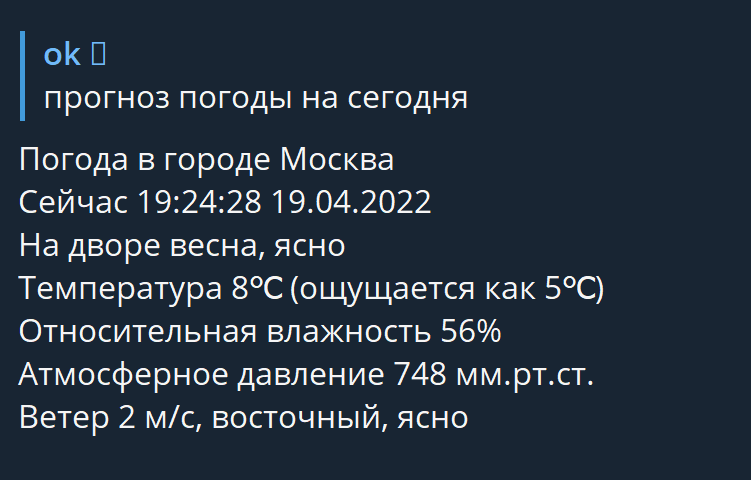 ok
прогноз погоды на сегодня
Погода в городе Москва
Сейчас 19:24:28 19.04.2022
На дворе весна, ясно
Температура 8℃ (ощущается как 5℃)
Относительная влажность 56%
Атмосферное давление 748 мм.рт.ст.
Ветер 2 м/с, восточный, ясно